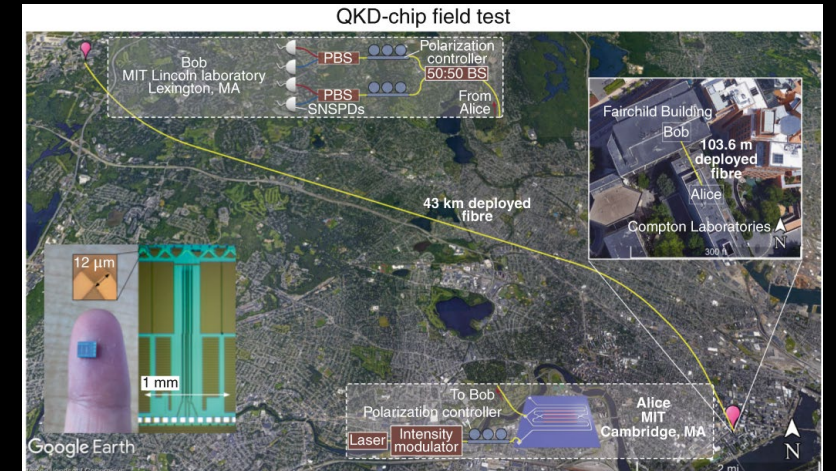 QKD-chip field test
Bob
MIT Lincoln laboratory
Lexington, MA
PBS
PBS
SNSPDs
Polarization
controller
50:50 BS
From
Alice
Fairchild Building
Bob
103.6 m
deployed
fibre
Alice
Compton Laboratories
N
300 ft
43 km deployed
fibre
12 µm
1 mm
To Bob
Polarization controller
Laser
Intensity
modulator
Alice
MIT
Cambridge, MA
N
2 m
Google Earth